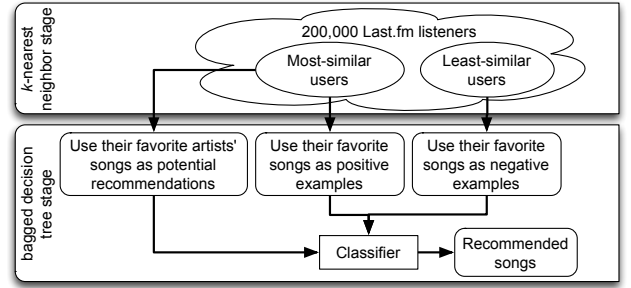 k-nearest
neighbor stage
200,000 Last.fm listeners
Most-similar
users
Least-similar
users
bagged decision
tree stage
Use their favorite artists'
songs as potential
recommendations
Use their favorite
songs as positive
examples
Use their favorite
songs as negative
examples
Classifier
Recommended
songs